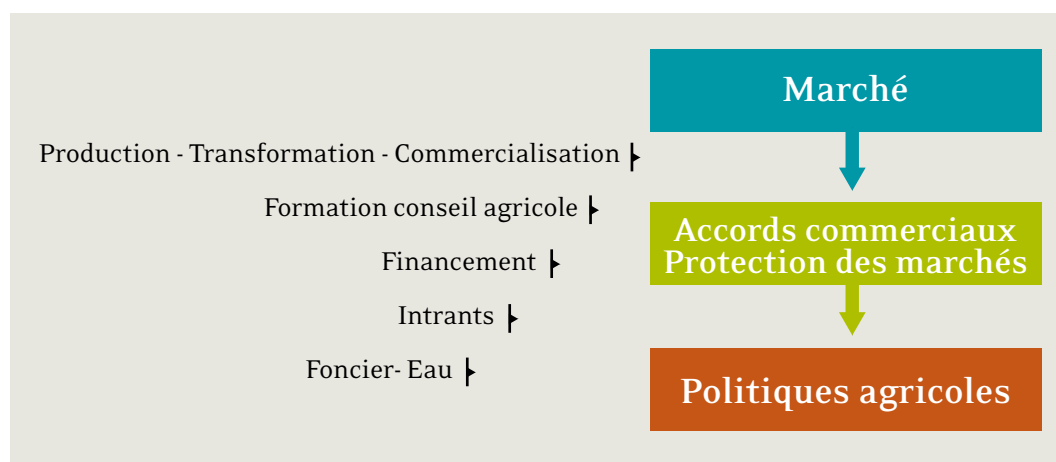 Marché
Production - Transformation - Commercialisation
Formation conseil agricole
Accords commerciaux
Protection des marchés
Financement
Intrants
Foncier- Eau
Politiques agricoles